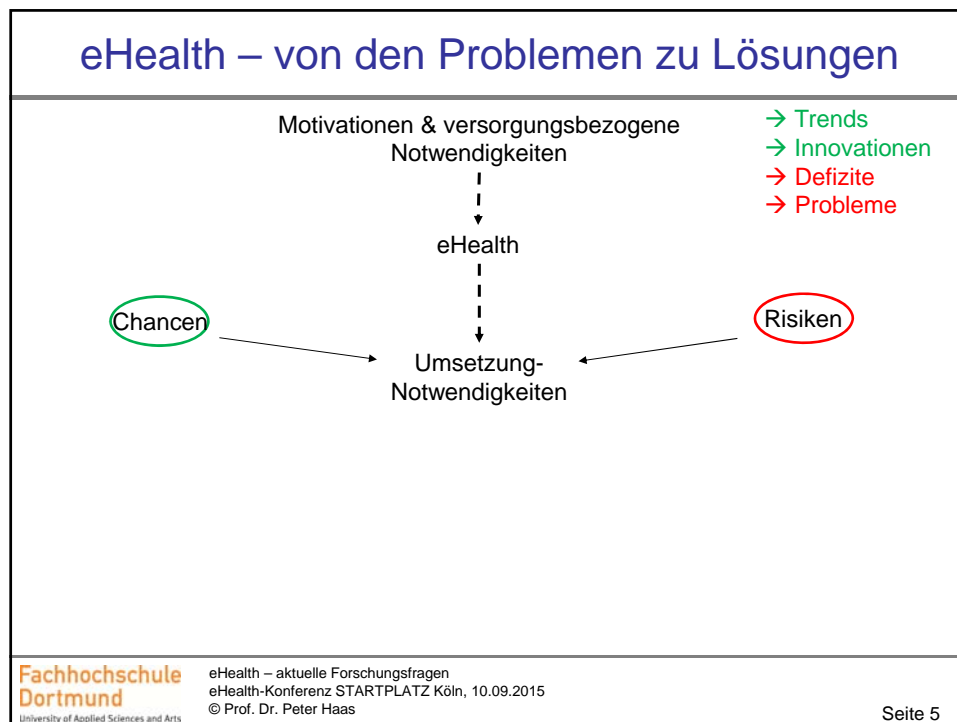 eHealth – von den Problemen zu Lösungen
Motivationen & versorgungsbezogene
Notwendigkeiten
→ Trends
→ Innovationen
→ Defizite
→ Probleme
eHealth
Chancen
Risiken
Umsetzung-
Notwendigkeiten
Fachhochschule
Dortmund
University of Applied Sciences and Arts
eHealth – aktuelle Forschungsfragen
eHealth-Konferenz STARTPLATZ Köln, 10.09.2015
© Prof. Dr. Peter Haas
Seite 5